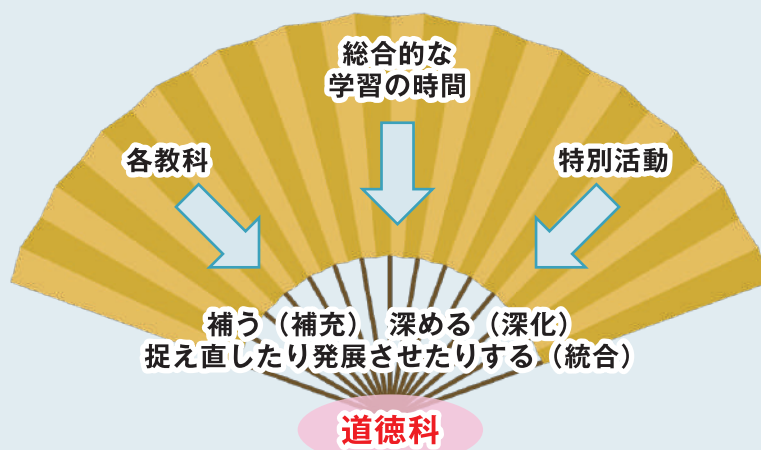 総合的な
学習の時間
各教科
特別活動
補う（補充）　深める（深化）
捉え直したり発展させたりする（統合）
道徳科